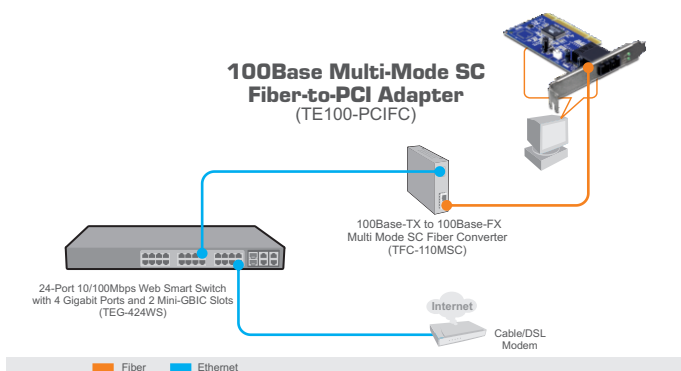 100Base Multi-Mode SC
Fiber-to-PCI Adapter
(TE100-PCIFC)
100Base-TX to 100Base-FX
Multi Mode SC Fiber Converter
(TFC-110MSC)
24-Port 10/100Mbps Web Smart Switch
with 4 Gigabit Ports and 2 Mini-GBIC Slots
(TEG-424WS)
Internet
Cable/DSL
Modem
Fiber
Ethernet